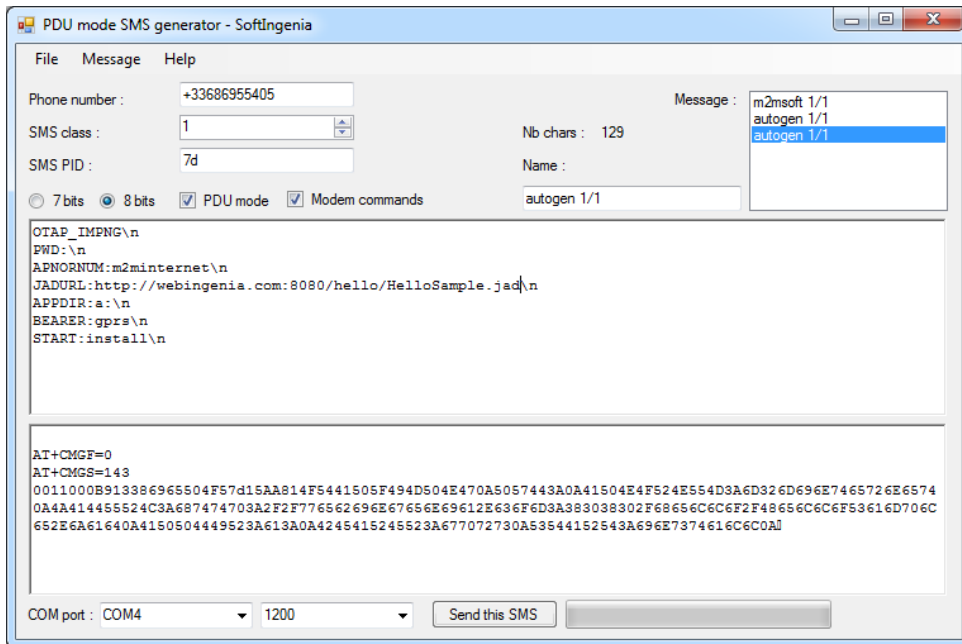 PDU mode SMS generator - SoftIngenia
File Message Help
Phone number : +33686955405
Message : m2msoft 1/1
autogen 1/1
autogen 1/1
SMS class : 1
Nb chars : 129
SMS PID : 7d
Name :
7 bits 8 bits PDU mode Modem commands autogen 1/1
OTAP_IMPNG\n
PWD:\n
APNORNUM:m2minternet\n
JADURL:http://webingenia.com:8080/hello/HelloSample.jad\n
APPDIR:a:\n
BEARER:gprs\n
START:install\n
AT+CMGF=0
AT+CMGS=143
0011000B913386965504F57d15AA814F5441505F494D504E470A5057443A0A41504E4F524E554D3A6D326D696E7465726E6574
0A4A414455524C3A687474703A2F2F776562696E67656E69612E636F6D3A383038302F68656C6C6F2F48656C6C6F53616D706C
652E6A61640A4150504449523A613A0A4245415245523A677072730A53544152543A696E7374616C6C0A
COM port : COM4 1200 Send this SMS